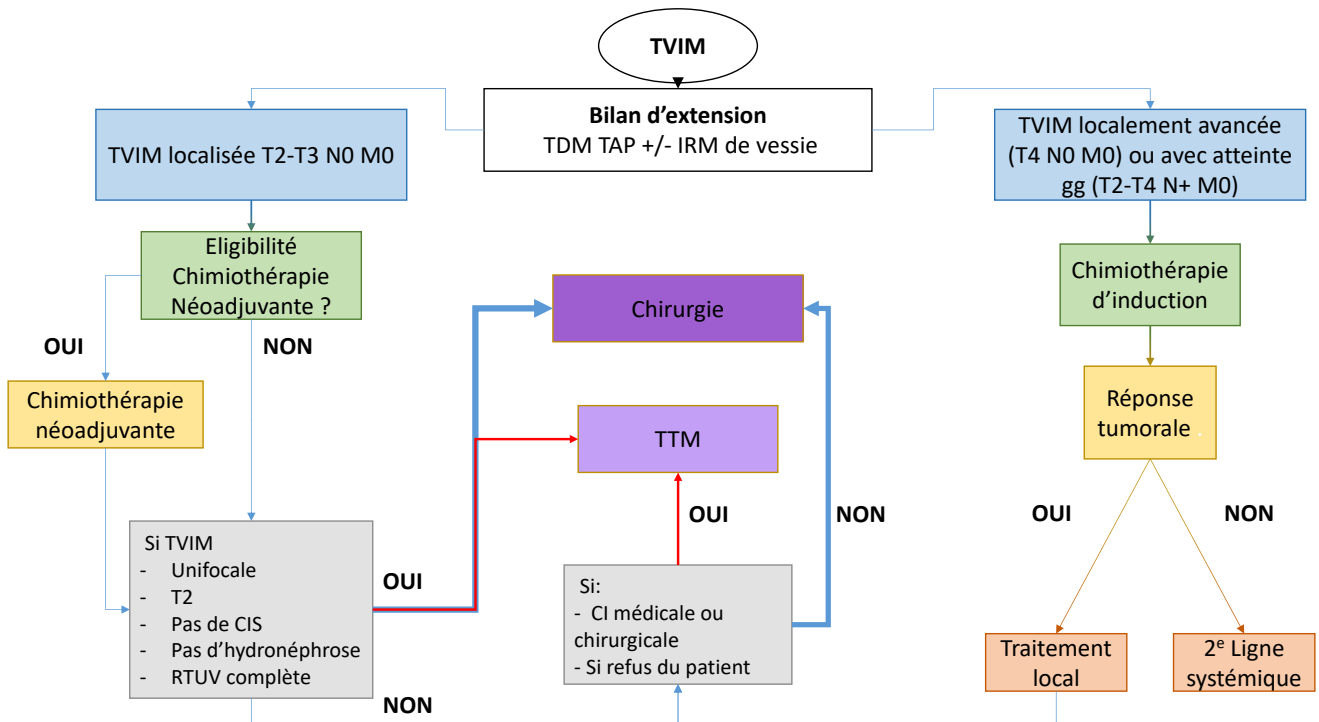 TVIM
Bilan d'extension
TDM TAP +/- IRM de vessie
TVIM localisée T2-T3 N0 M0
Eligibilité
Chimiothérapie
Néoadjuvante ?
OUI
NON
Chimiothérapie
néoadjuvante
Si TVIM
- Unifocale
- T2
- Pas de CIS
- Pas d'hydronéphrose
- RTUV complète
OUI
NON
Chirurgie
TTM
OUI
NON
Si:
- CI médicale ou
chirurgicale
- Si refus du patient
TVIM localement avancée
(T4 N0 M0) ou avec atteinte
gg (T2-T4 N+ M0)
Chimiothérapie
d'induction
Réponse
tumorale .
OUI
NON
Traitement
local
2e Ligne
systémique